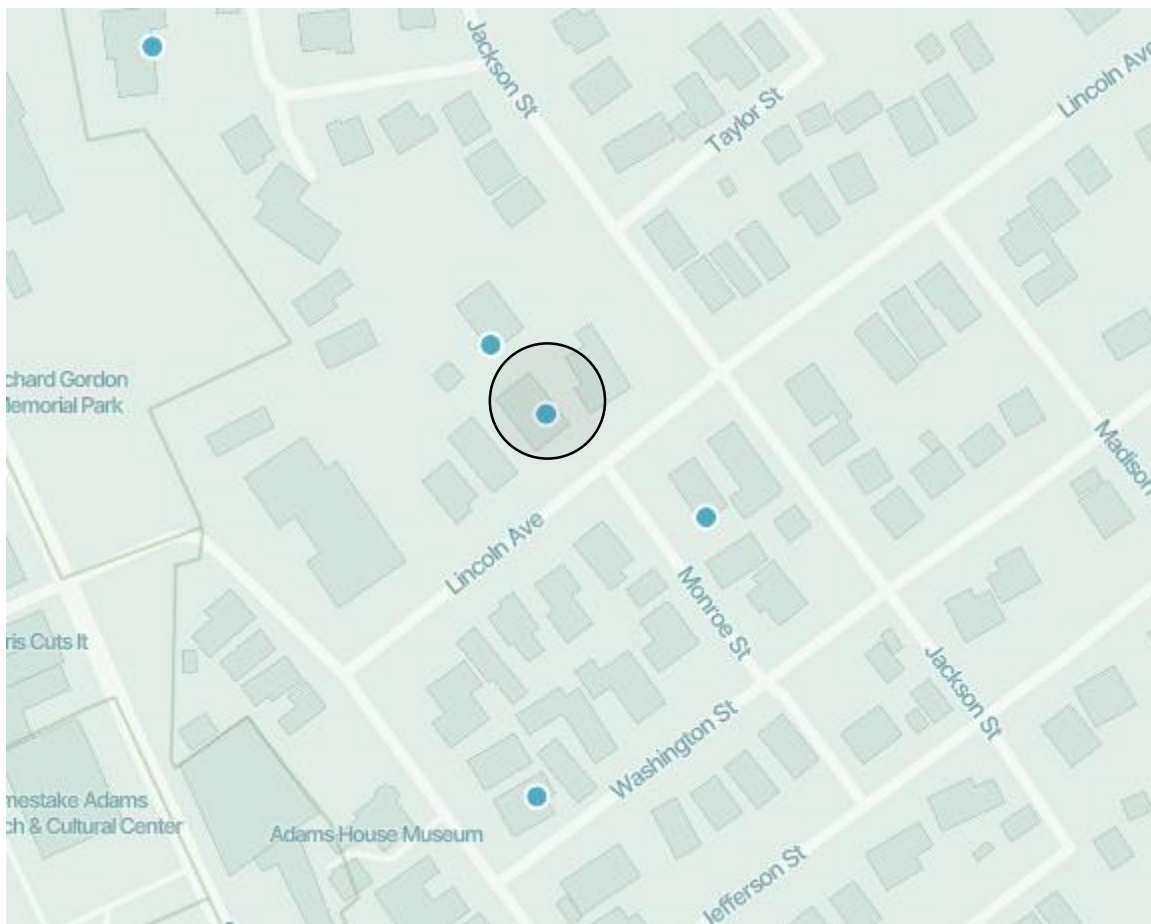 Jackson St
Taylor St
Lincoln Ave
chard Gordon
Memorial Park
Madison
Lincoln Ave
Monroe St
ris Cuts It
Jackson St
Washington St
mestake Adams
ch & Cultural Center
Adams House Museum
Jefferson St